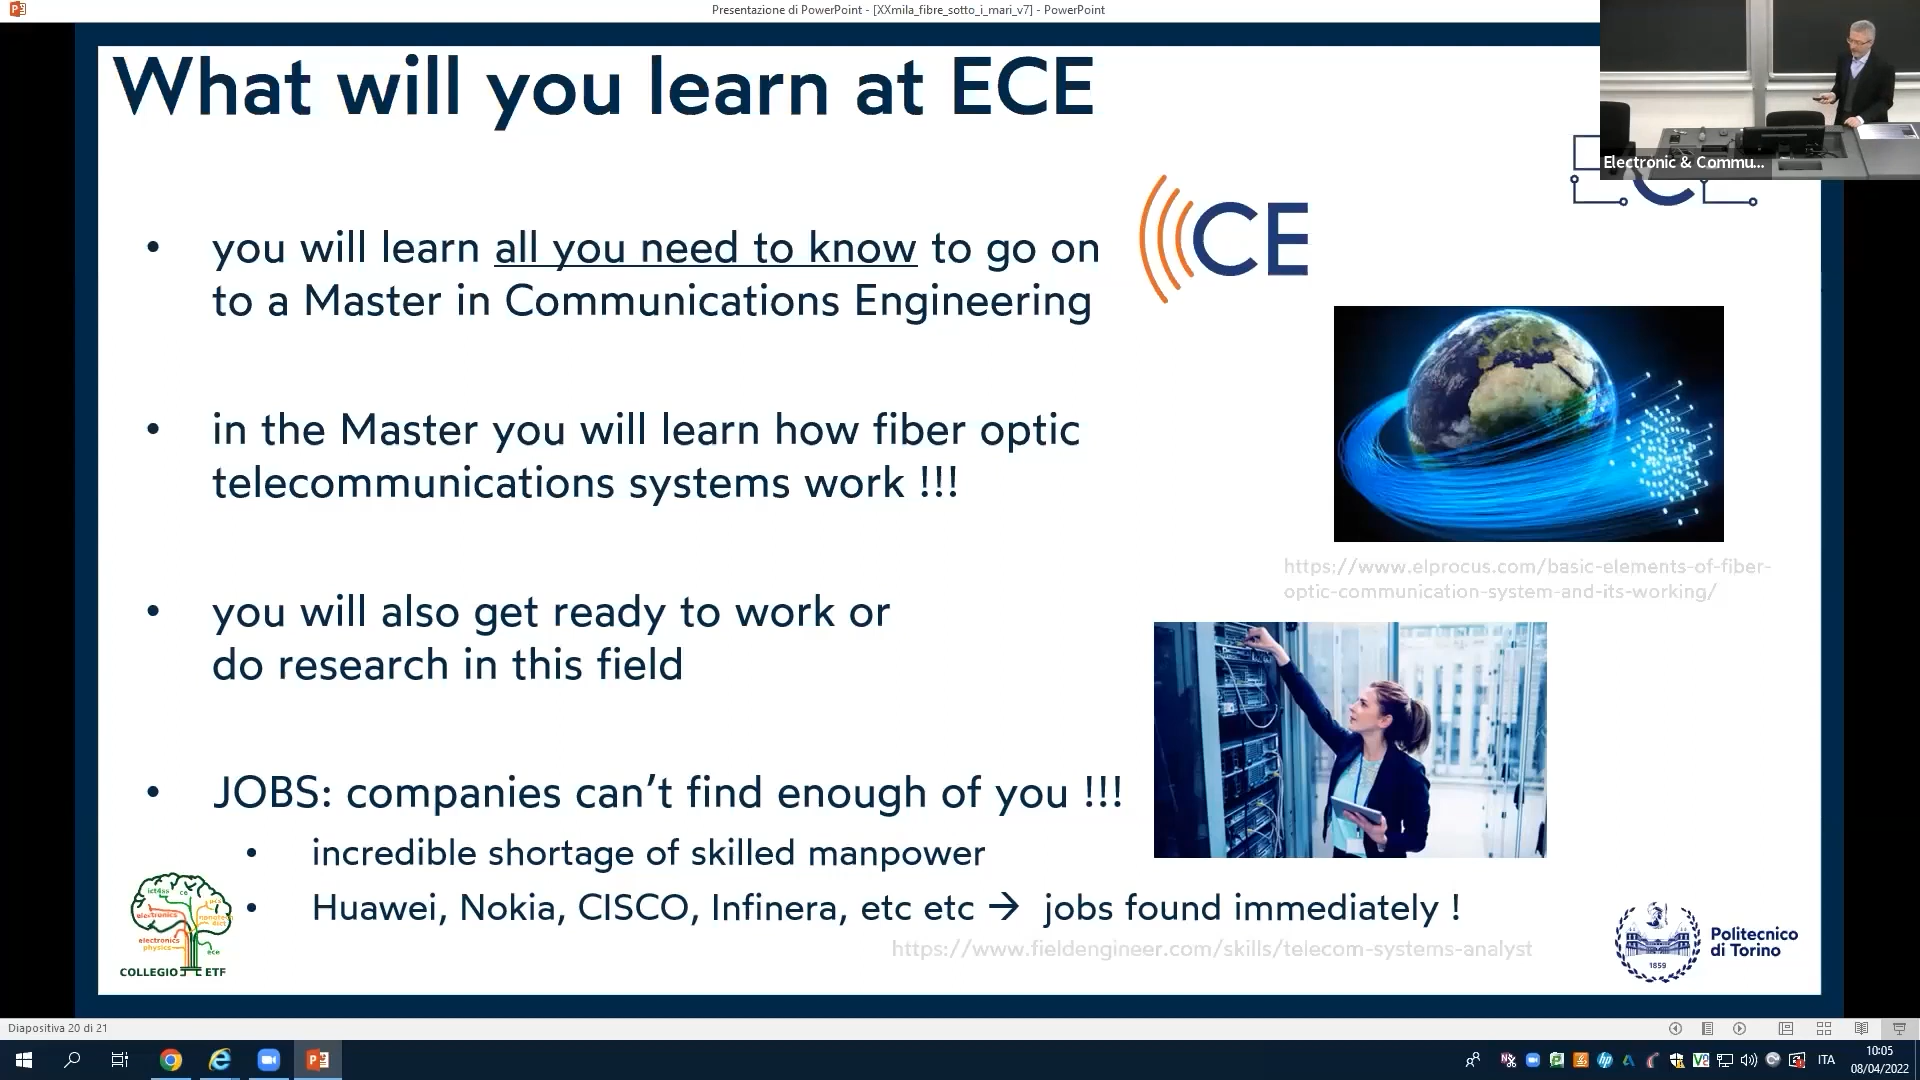 Presentazione di PowerPoint - [XXmila_fibre_sotto_i_mari_v7] - PowerPoint
What will you learn at ECE
Electronic & Commu...
CE
• you will learn all you need to know to go on
to a Master in Communications Engineering
• in the Master you will learn how fiber optic
telecommunications systems work !!!
https://www.elprocus.com/basic-elements-of-fiber-
optic-communication-system-and-its-working/
• you will also get ready to work or
do research in this field
• JOBS: companies can't find enough of you !!!
• incredible shortage of skilled manpower
• Huawei, Nokia, CISCO, Infinera, etc etc → jobs found immediately !
https://www.fieldengineer.com/skills/telecom-systems-analyst
electronics
electronics
physics
ece
COLLEGIO ETF
1859
Politecnico
di Torino
Diapositiva 20 di 21
ITA
10:05
08/04/2022